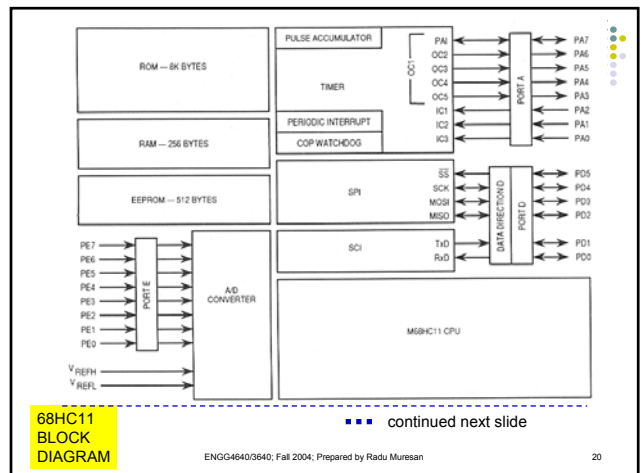 ROM — 8K BYTES
RAM — 256 BYTES
EEPROM — 512 BYTES
PULSE ACCUMULATOR
TIMER
PERIODIC INTERRUPT
COP WATCHDOG
OC1
PAI
OC2
OC3
OC4
OC5
IC1
IC2
IC3
PORT A
PA7
PA6
PA5
PA4
PA3
PA2
PA1
PA0
SPI
SS
SCK
MOSI
MISO
SCI
TxD
RxD
DATA DIRECTION D
PORT D
PD5
PD4
PD3
PD2
PD1
PD0
PE7
PE6
PE5
PE4
PE3
PE2
PE1
PE0
PORT E
A/D
CONVERTER
VREFH
VREFL
M68HC11 CPU
68HC11
BLOCK
DIAGRAM
continued next slide
ENGG4640/3640; Fall 2004; Prepared by Radu Muresan
20